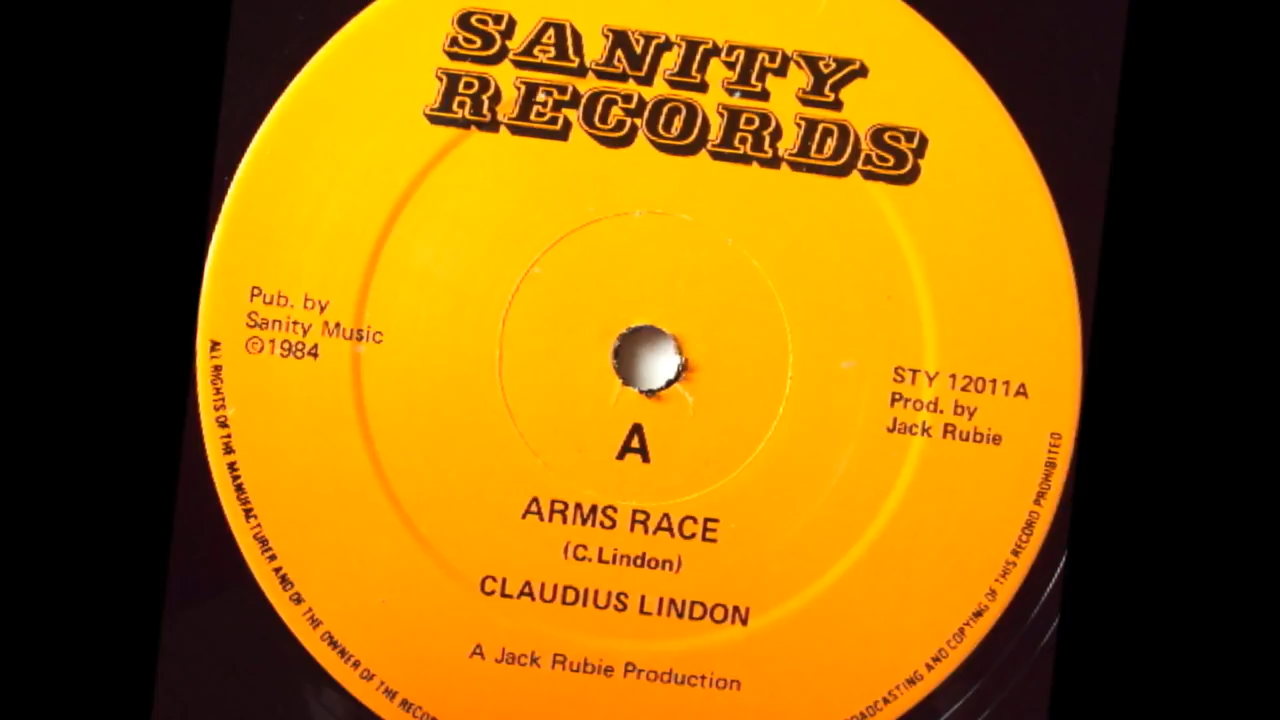 SANITY
RECORDS
Pub. by
Sanity Music
©1984
STY 12011A
Prod. by
Jack Rubie
A
ARMS RACE
(C. Lindon)
CLAUDIUS LINDON
A Jack Rubie Production
ALL RIGHTS OF THE MANUFACTURER AND OF THE OWNER OF THE
AND COPYING OF THIS RECORD PROHIBITED